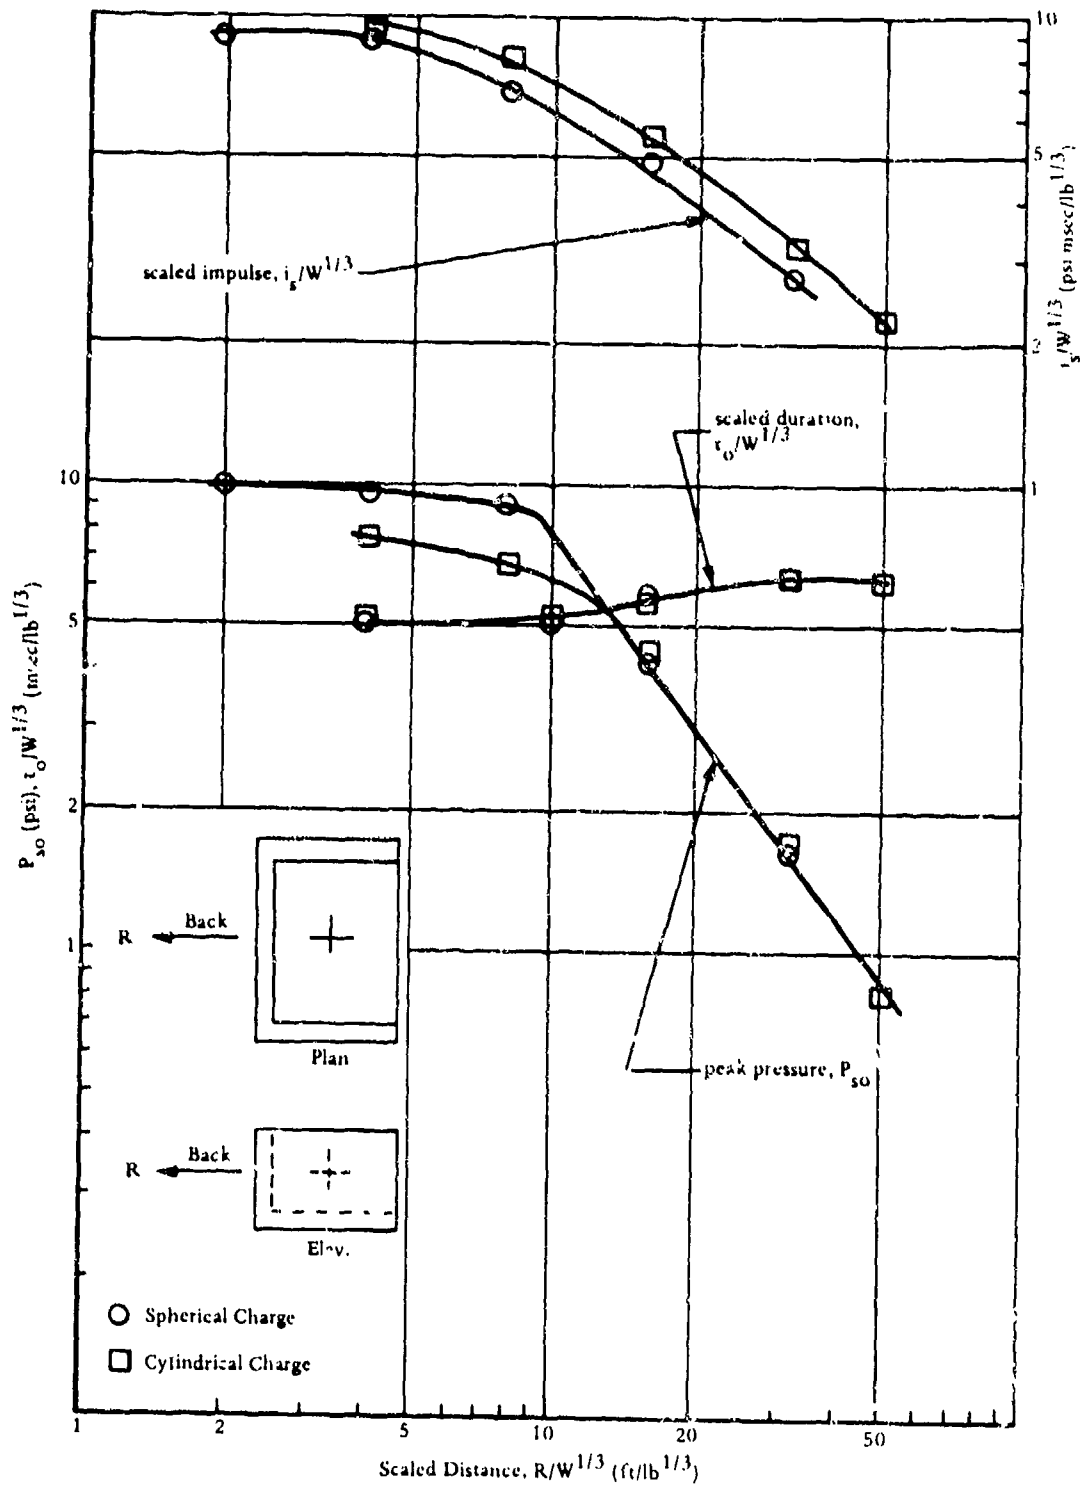 10
5
2
1
i_s/W^{1/3} (psi msec/lb^{1/3})
scaled impulse, i_s/W^{1/3}
scaled duration,
τ_o/W^{1/3}
10
5
2
1
P_so (psi), τ_o/W^{1/3} (msec/lb^{1/3})
R
Back
Plan
peak pressure, P_so
R
Back
Elev.
Spherical Charge
Cylindrical Charge
1
2
5
10
20
50
Scaled Distance, R/W^{1/3} (ft/lb^{1/3})